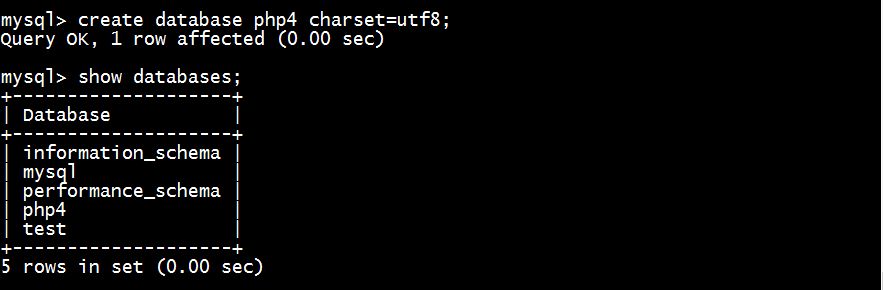 mysql> create database php4 charset=utf8;
Query OK, 1 row affected (0.00 sec)

mysql> show databases;
+--------------------+
| Database           |
+--------------------+
| information_schema |
| mysql              |
| performance_schema |
| php4               |
| test               |
+--------------------+
5 rows in set (0.00 sec)